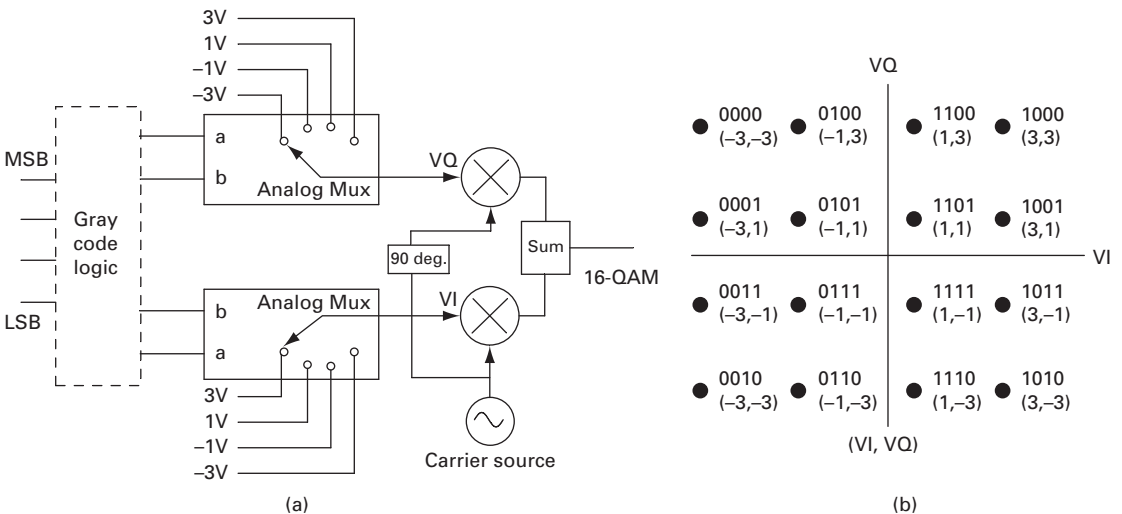 3V
1V
–1V
–3V
MSB
LSB
Gray
code
logic
a
b
Analog Mux
VQ
90 deg.
Sum
16-QAM
Analog Mux
VI
b
a
3V
1V
–1V
–3V
Carrier source
(a)
VQ
0000 0100 1100 1000
(–3,–3) (–1,3) (1,3) (3,3)
0001 0101 1101 1001
(–3,1) (–1,1) (1,1) (3,1)
VI
0011 0111 1111 1011
(–3,–1) (–1,–1) (1,–1) (3,–1)
0010 0110 1110 1010
(–3,–3) (–1,–3) (1,–3) (3,–3)
(VI, VQ)
(b)